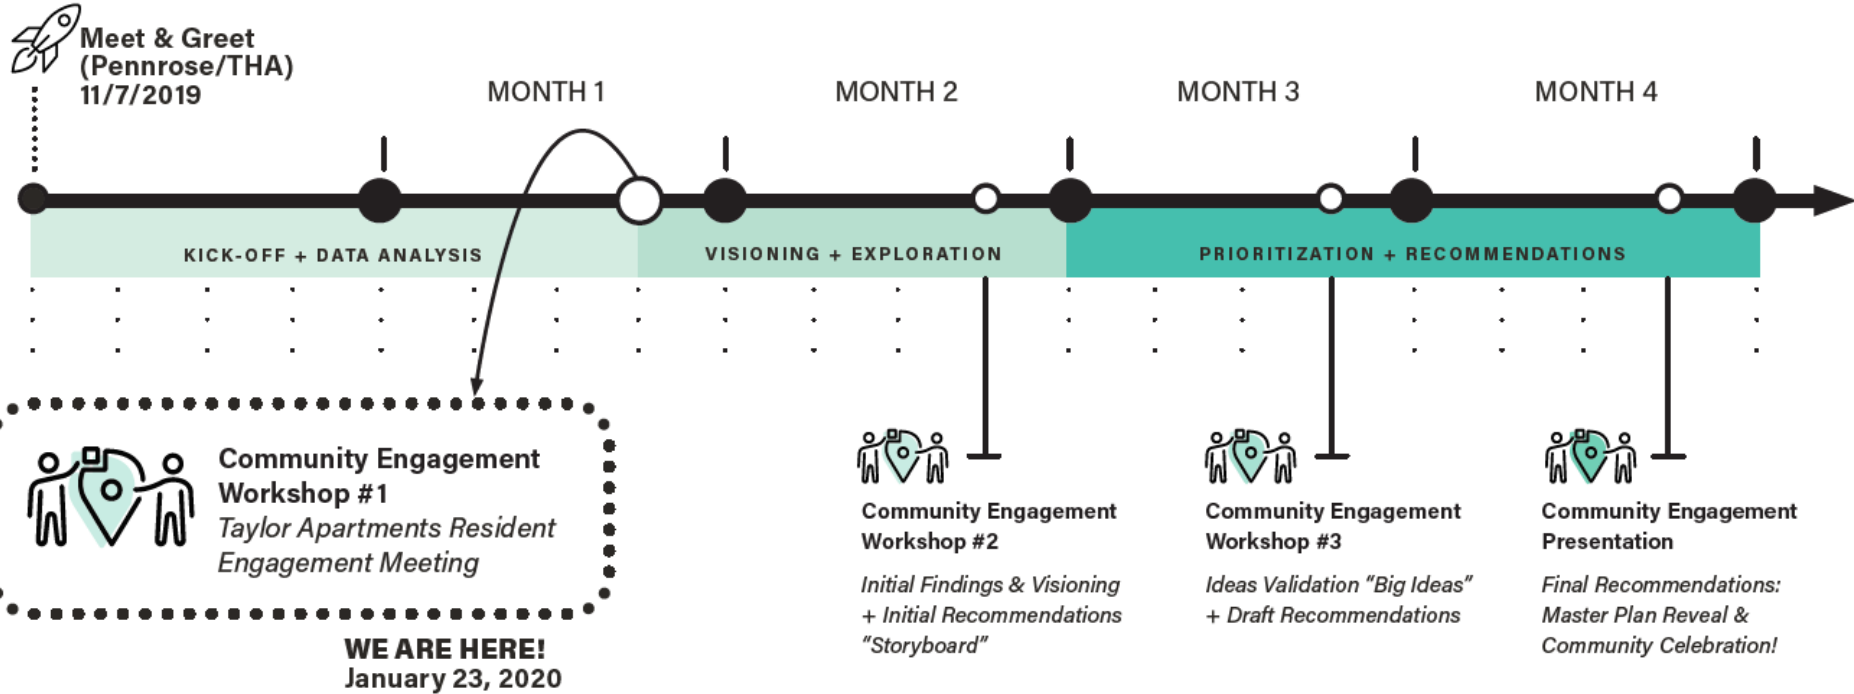 Meet & Greet
(Pennrose/THA)
11/7/2019
MONTH 1
MONTH 2
MONTH 3
MONTH 4
KICK-OFF + DATA ANALYSIS
VISIONING + EXPLORATION
PRIORITIZATION + RECOMMENDATIONS
Community Engagement
Workshop #1
Taylor Apartments Resident
Engagement Meeting
WE ARE HERE!
January 23, 2020
Community Engagement
Workshop #2
Initial Findings & Visioning
+ Initial Recommendations
“Storyboard”
Community Engagement
Workshop #3
Ideas Validation “Big Ideas”
+ Draft Recommendations
Community Engagement
Presentation
Final Recommendations:
Master Plan Reveal &
Community Celebration!